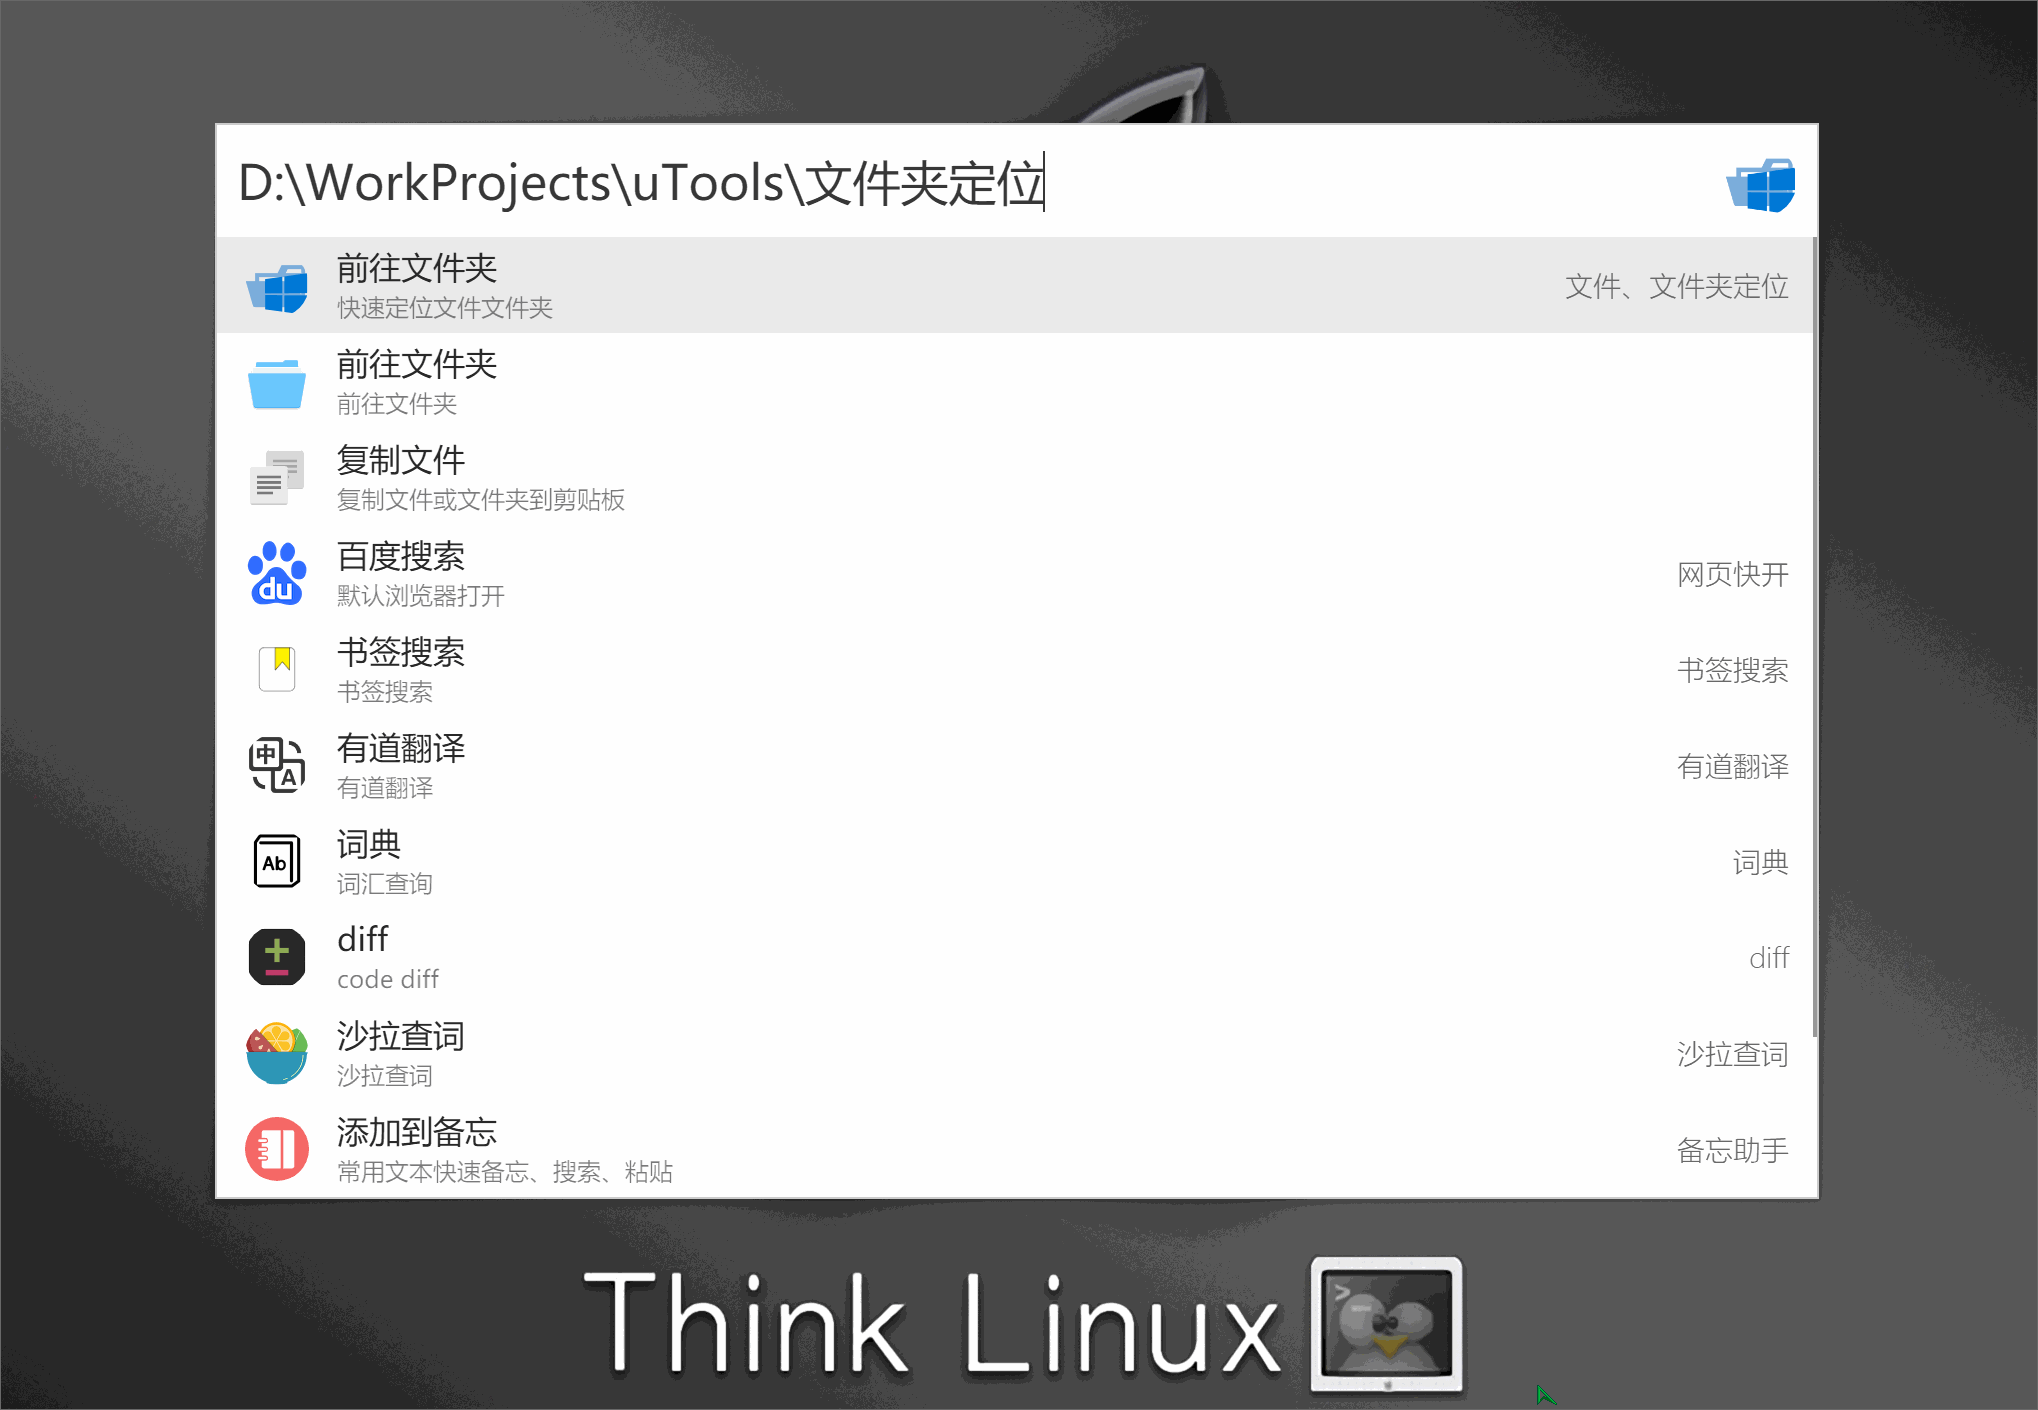 D:\WorkProjects\uTools\文件夹定位
前往文件夹
快速定位文件文件夹
文件、文件夹定位
前往文件夹
前往文件夹
复制文件
复制文件或文件夹到剪贴板
du
百度搜索
默认浏览器打开
网页快开
书签搜索
书签搜索
书签搜索
中
A
有道翻译
有道翻译
有道翻译
Ab
词典
词汇查询
词典
diff
code diff
diff
沙拉查词
沙拉查词
沙拉查词
添加到备忘
常用文本快速备忘、搜索、粘贴
备忘助手
Think Linux
>